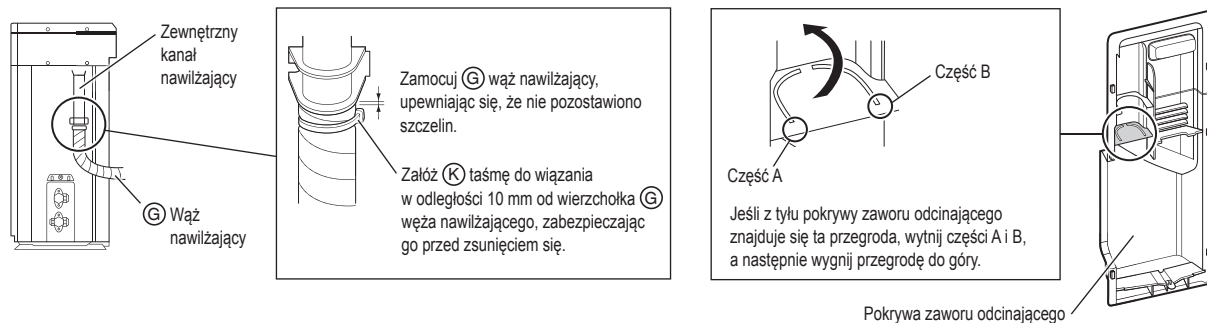 Zewnętrzny
kanał
nawilżający
G Wąż
nawilżający
Zamocuj G wąż nawilżający,
upewniając się, że nie pozostawiono
szczelin.
Załóż K taśmę do wiązania
w odległości 10 mm od wierzchołka G
węża nawilżającego, zabezpieczając
go przed zsunięciem się.
Część B
Część A
Jeśli z tyłu pokrywy zaworu odcinającego
znajduje się ta przegroda, wytnij części A i B,
a następnie wygnij przegrodę do góry.
Pokrywa zaworu odcinającego